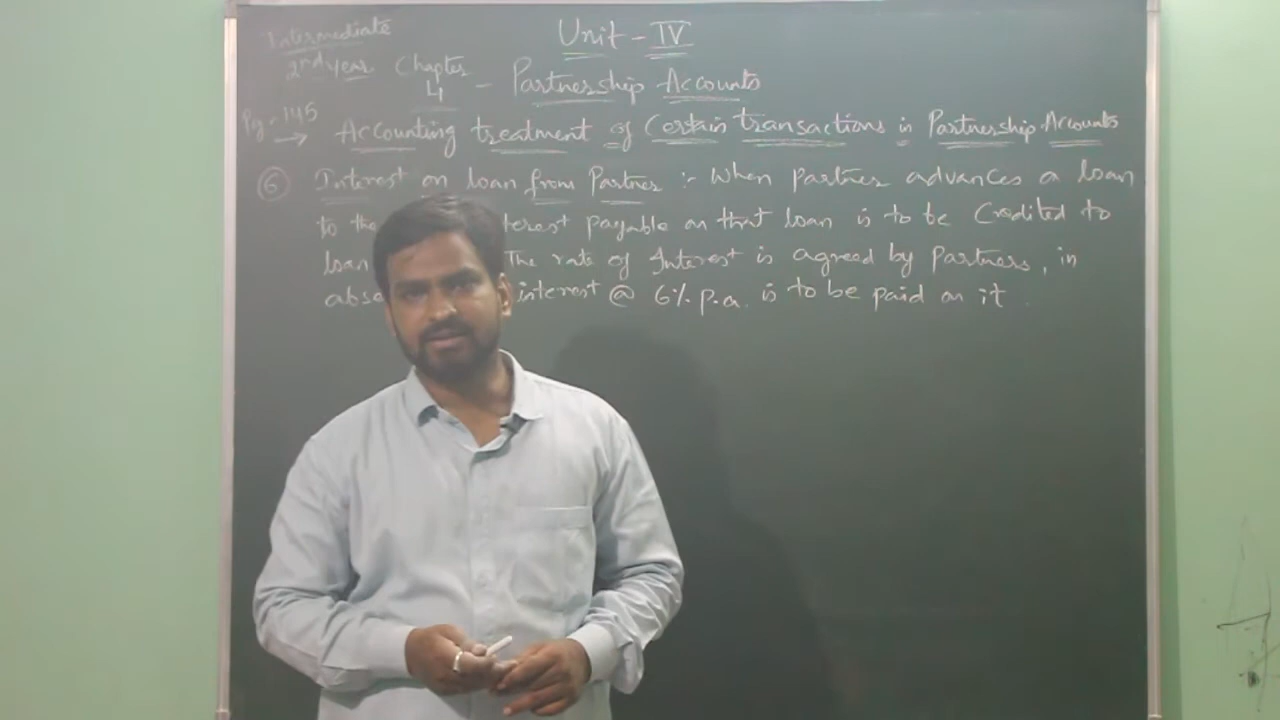 Intermediate
Unit - IV
2nd year Chapter 4 - Partnership Accounts
Pg - 145
→ Accounting treatment of Certain transactions in Partnership Accounts
6 Interest on loan from Partner :- When partner advances a loan
to the terest payable on that loan is to be Credited to
loan The rate of Interest is agreed by Partners, in
abse interest @ 6% p.a. is to be paid on it